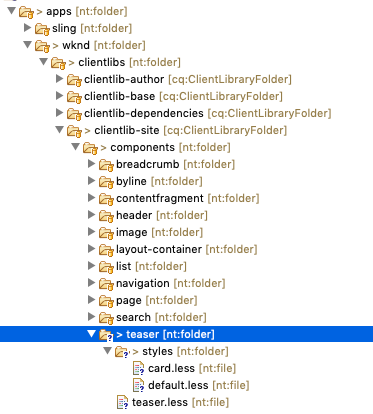 > apps [nt:folder]
sling [nt:folder]
> wknd [nt:folder]
> clientlibs [nt:folder]
> clientlib-author [cq:ClientLibraryFolder]
> clientlib-base [cq:ClientLibraryFolder]
> clientlib-dependencies [cq:ClientLibraryFolder]
> clientlib-site [cq:ClientLibraryFolder]
> components [nt:folder]
breadcrumb [nt:folder]
byline [nt:folder]
contentfragment [nt:folder]
header [nt:folder]
image [nt:folder]
layout-container [nt:folder]
list [nt:folder]
navigation [nt:folder]
page [nt:folder]
search [nt:folder]
> teaser [nt:folder]
> styles [nt:folder]
card.less [nt:file]
default.less [nt:file]
teaser.less [nt:file]